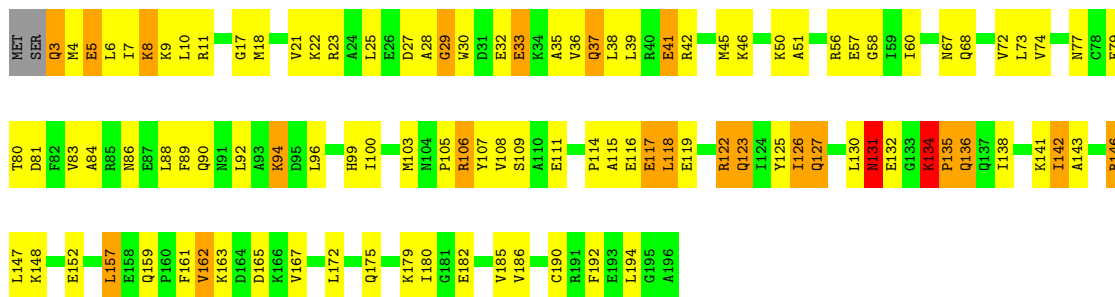 MET SER Q3 M4 E5 L6 I7 K8 K9 L10 R11 G17 M18 V21 K22 R23 A24 L25 E26 D27 A28 G29 W30 D31 E32 E33 K34 A35 V36 Q37 L38 L39 R40 E41 R42 M45 K46 K50 A51 R56 E57 G58 I59 I60 N67 Q68 V72 L73 V74 N77 C78 E79
T80 D81 F82 V83 A84 R85 N86 E87 L88 F89 Q90 N91 L92 A93 K94 D95 L96 H99 I100 M103 N104 P105 R106 Y107 V108 S109 A110 E111 P114 A115 E116 E117 L118 E119 R122 Q123 I124 Y125 I126 Q127 L130 N131 E132 G133 K134 P135 Q136 Q137 I138 K141 I142 A143
L147 K148 E152 L157 E158 Q159 P160 F161 V162 K163 D164 D165 K166 V167 L172 Q175 K179 I180 G181 E182 V185 V186 C190 R191 F192 E193 L194 G195 A196